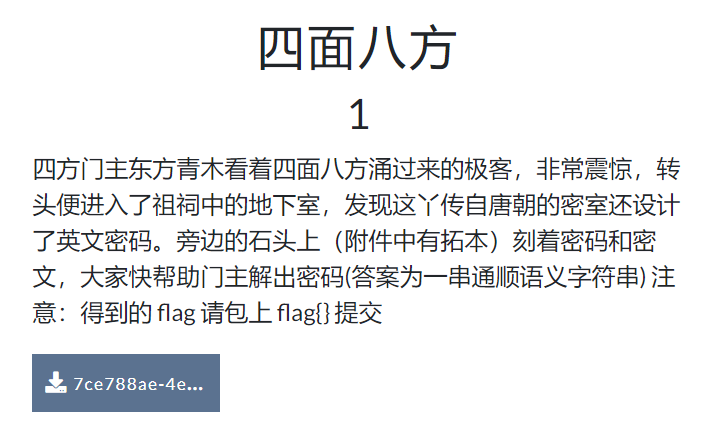 四面八方
1
四方门主东方青木看着四面八方涌过来的极客，非常震惊，转
头便进入了祖祠中的地下室，发现这丫传自唐朝的密室还设计
了英文密码。旁边的石头上（附件中有拓本）刻着密码和密
文，大家快帮助门主解出密码(答案为一串通顺语义字符串) 注
意：得到的 flag 请包上 flag{} 提交
7ce788ae-4e...